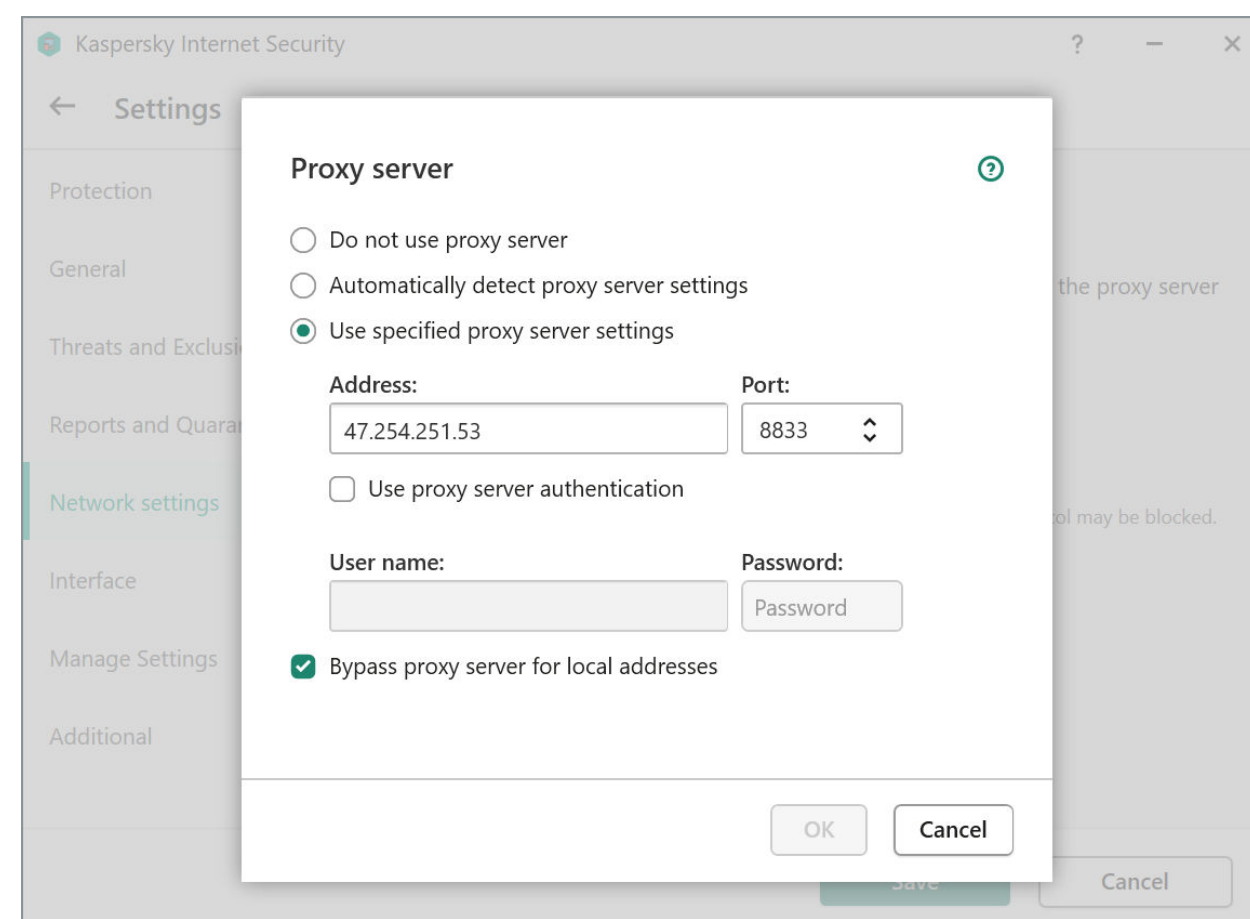 Kaspersky Internet Security
?
Settings
Proxy server
?
Protection
Do not use proxy server
General
Automatically detect proxy server settings
the proxy server
Use specified proxy server settings
Threats and Exclusi
Address:
Port:
Reports and Quara
47.254.251.53
8833
Network settings
Use proxy server authentication
col may be blocked.
User name:
Password:
Interface
Password
Manage Settings
Bypass proxy server for local addresses
Additional
OK
Cancel
Save
Cancel